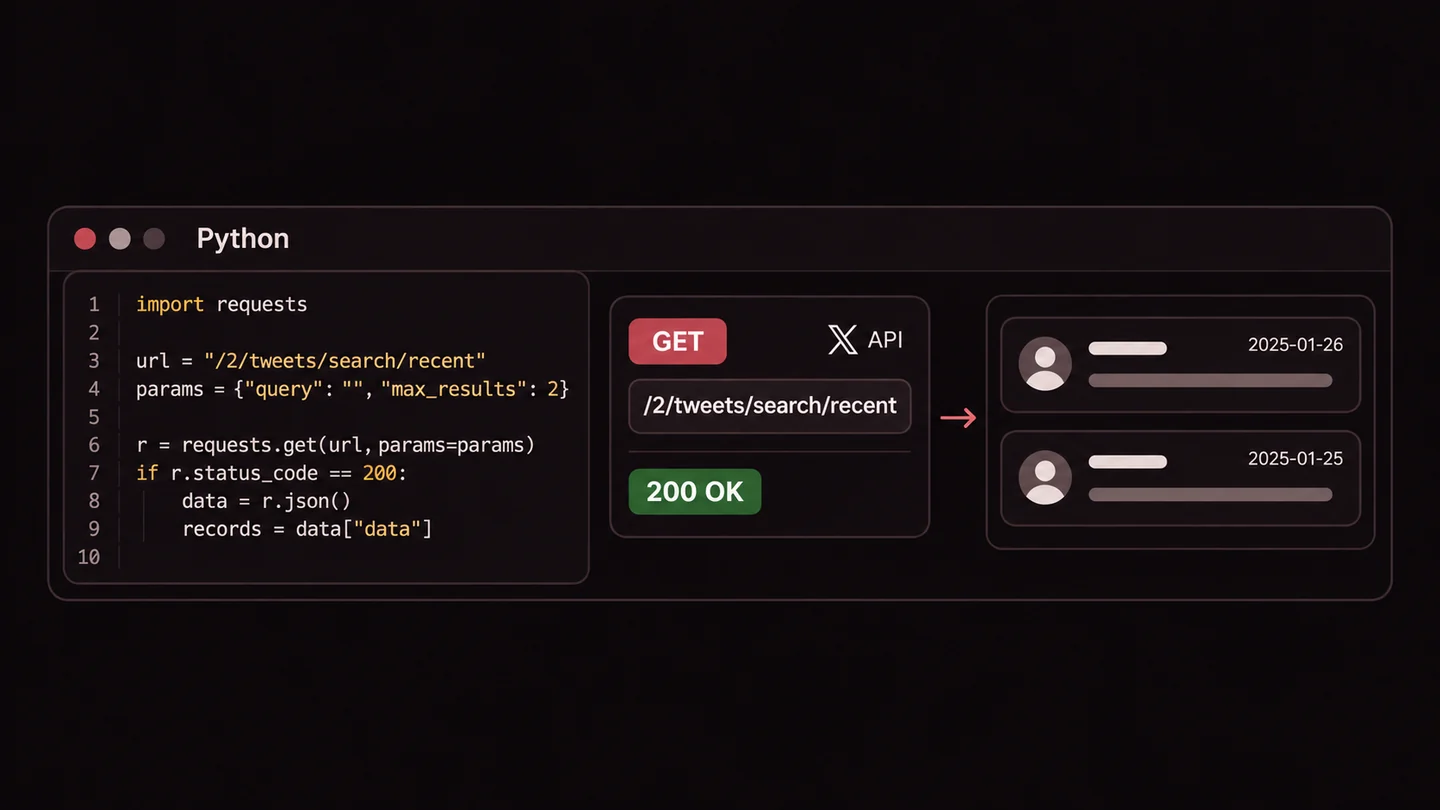 Python
1 import requests
2
3 url = "/2/tweets/search/recent"
4 params = {"query": "", "max_results": 2}
5
6 r = requests.get(url, params=params)
7 if r.status_code == 200:
8     data = r.json()
9     records = data["data"]
10
GET
X API
/2/tweets/search/recent
200 OK
2025-01-26
2025-01-25